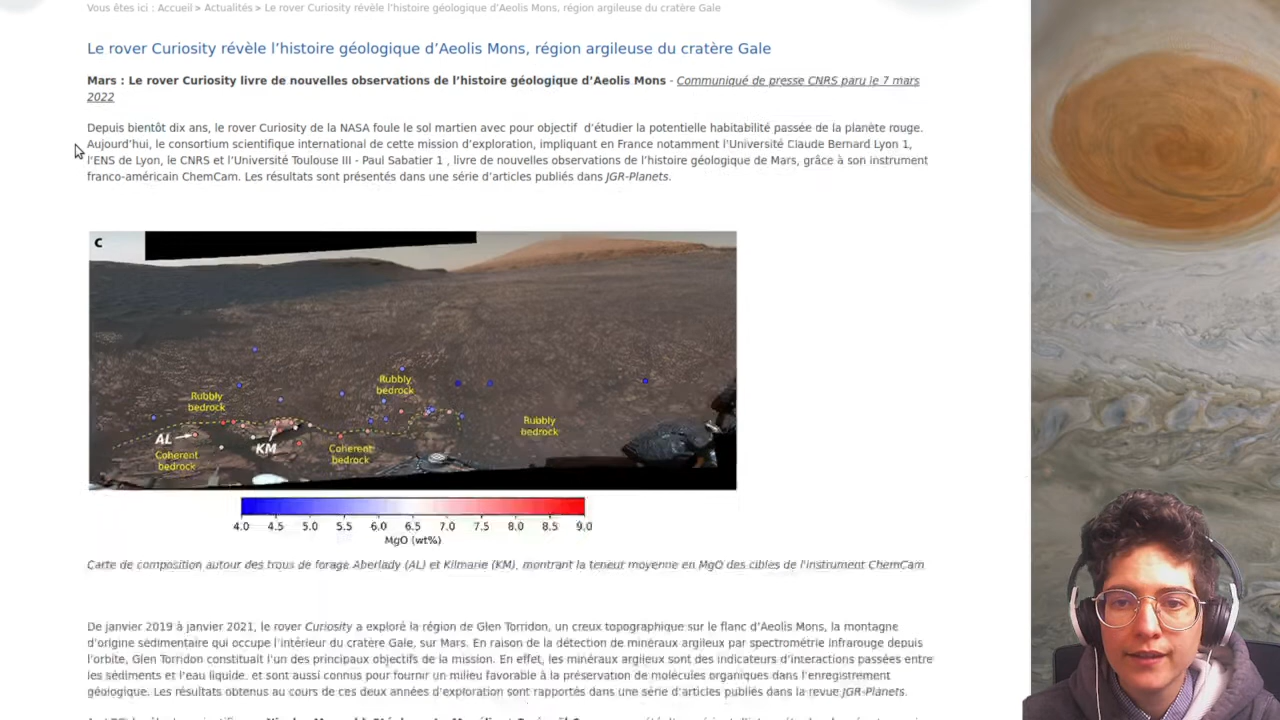 Vous êtes ici : Accueil > Actualités > Le rover Curiosity révèle l’histoire géologique d’Aeolis Mons, région argileuse du cratère Gale
Le rover Curiosity révèle l’histoire géologique d’Aeolis Mons, région argileuse du cratère Gale
Mars : Le rover Curiosity livre de nouvelles observations de l’histoire géologique d’Aeolis Mons - Communiqué de presse CNRS paru le 7 mars
2022
Depuis bientôt dix ans, le rover Curiosity de la NASA foule le sol martien avec pour objectif d’étudier la potentielle habitabilité passée de la planète rouge.
Aujourd’hui, le consortium scientifique international de cette mission d’exploration, impliquant en France notamment l’Université Claude Bernard Lyon 1,
l’ENS de Lyon, le CNRS et l’Université Toulouse III - Paul Sabatier 1 , livre de nouvelles observations de l’histoire géologique de Mars, grâce à son instrument
franco-américain ChemCam. Les résultats sont présentés dans une série d’articles publiés dans JGR-Planets.
C
Rubbly
bedrock
Rubbly
bedrock
Rubbly
bedrock
AL
KM
Coherent
bedrock
Coherent
bedrock
4.0 4.5 5.0 5.5 6.0 6.5 7.0 7.5 8.0 8.5 9.0
MgO (wt%)
Carte de composition autour des trous de forage Aberlady (AL) et Kilmarie (KM), montrant la teneur moyenne en MgO des cibles de l'instrument ChemCam
De janvier 2019 à janvier 2021, le rover Curiosity a exploré la région de Glen Torridon, un creux topographique sur le flanc d’Aeolis Mons, la montagne
d’origine sédimentaire qui occupe l’intérieur du cratère Gale, sur Mars. En raison de la détection de minéraux argileux par spectrométrie infrarouge depuis
l’orbite, Glen Torridon constituait l’un des principaux objectifs de la mission. En effet, les minéraux argileux sont des indicateurs d’interactions passées entre
les sédiments et l’eau liquide, et sont aussi connus pour fournir un milieu favorable à la préservation de molécules organiques dans l’enregistrement
géologique. Les résultats obtenus au cours de ces deux années d’exploration sont rapportés dans une série d’articles publiés dans la revue JGR-Planets.